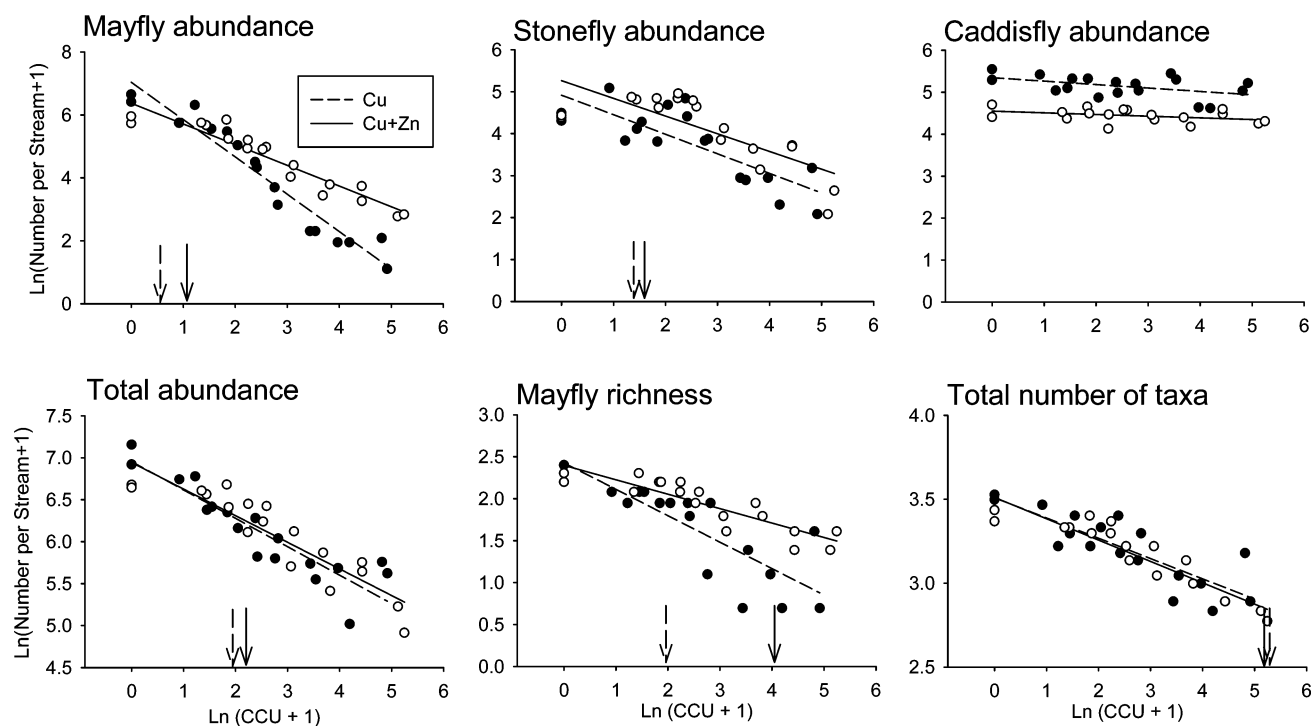 Mayfly abundance
Stonefly abundance
Caddisfly abundance
Ln(Number per Stream+1)
8
6
4
2
0
Cu
Cu+Zn
0 1 2 3 4 5 6
6
5
4
3
2
1
0
0 1 2 3 4 5 6
6
5
4
3
2
1
0
0 1 2 3 4 5 6
Total abundance
Mayfly richness
Total number of taxa
Ln(Number per Stream+1)
7.5
7.0
6.5
6.0
5.5
5.0
4.5
0 1 2 3 4 5 6
Ln (CCU + 1)
3.0
2.5
2.0
1.5
1.0
0.5
0.0
0 1 2 3 4 5 6
Ln (CCU + 1)
4.0
3.5
3.0
2.5
0 1 2 3 4 5 6
Ln (CCU + 1)